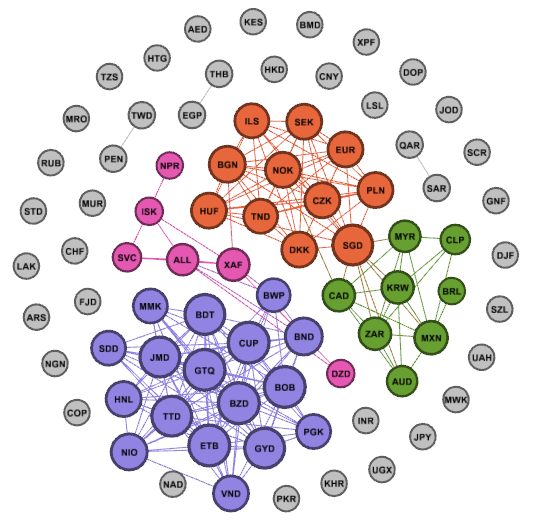 KES
AED
BMD
XPF
HTG
THB
HKD
CNY
DOP
TZS
LSL
JOD
MRO
TWD
EGP
ILS
SEK
EUR
QAR
SCR
RUB
PEN
NPR
BGN
NOK
PLN
SAR
GNF
STD
MUR
ISK
HUF
TND
CZK
MYR
CLP
CHF
SVC
ALL
XAF
DKK
SGD
DJF
LAK
FJD
BWP
CAD
KRW
BRL
ARS
MMK
BDT
CUP
BND
ZAR
MXN
SZL
NGN
SDD
JMD
GTQ
BOB
DZD
AUD
UAH
COP
HNL
TTD
BZD
PGK
INR
MWK
NIO
ETB
GYD
JPY
NAD
VND
PKR
KHR
UGX